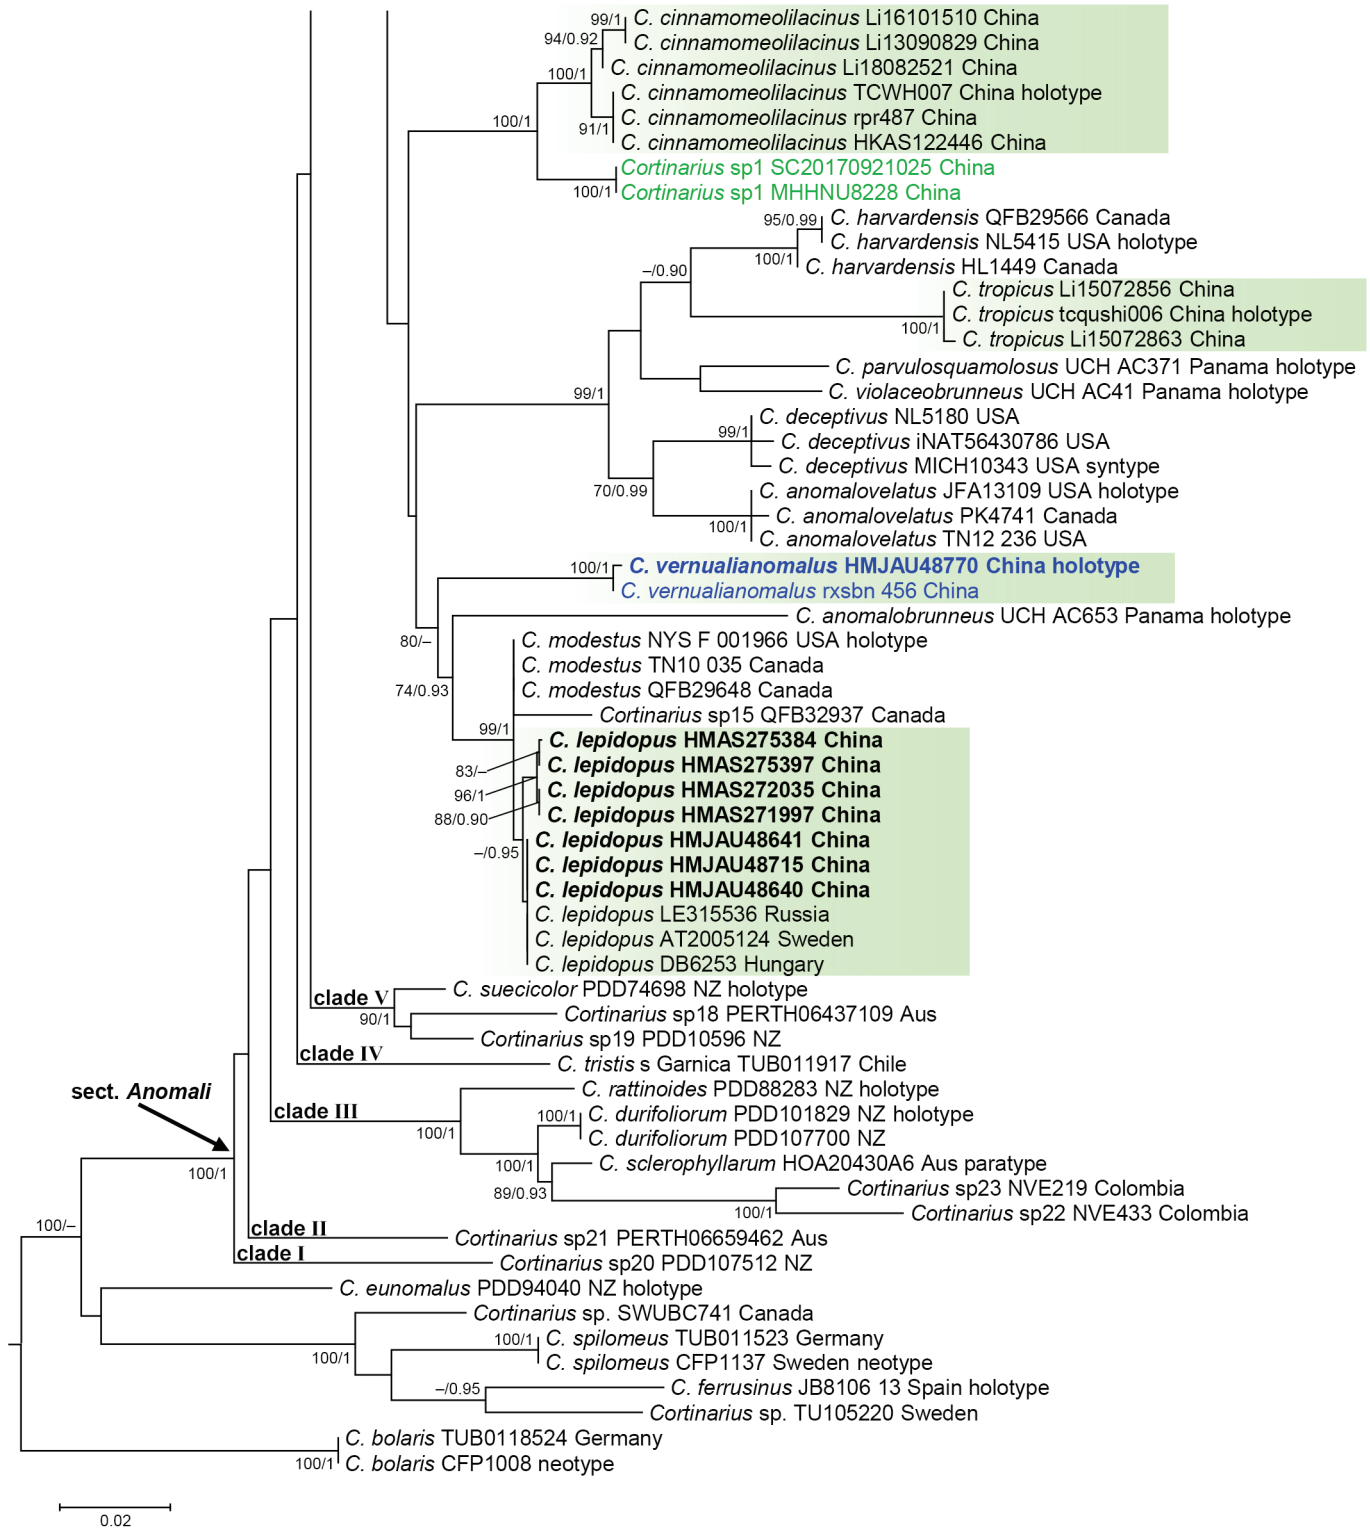 99/1
C. cinnamomeolilacinus Li16101510 China
94/0.92
C. cinnamomeolilacinus Li13090829 China
C. cinnamomeolilacinus Li18082521 China
100/1
C. cinnamomeolilacinus TCWH007 China holotype
100/1
C. cinnamomeolilacinus rpr487 China
91/1
C. cinnamomeolilacinus HKAS122446 China
Cortinarius sp1 SC20170921025 China
100/1
Cortinarius sp1 MHHNU8228 China
95/0.99
C. harvardensis QFB29566 Canada
C. harvardensis NL5415 USA holotype
100/1
C. harvardensis HL1449 Canada
–/0.90
C. tropicus Li15072856 China
C. tropicus tcqushi006 China holotype
100/1
C. tropicus Li15072863 China
C. parvulosquamolosus UCH AC371 Panama holotype
99/1
C. violaceobrunneus UCH AC41 Panama holotype
C. deceptivus NL5180 USA
99/1
C. deceptivus iNAT56430786 USA
C. deceptivus MICH10343 USA syntype
70/0.99
C. anomalovelatus JFA13109 USA holotype
C. anomalovelatus PK4741 Canada
100/1
C. anomalovelatus TN12 236 USA
100/1
C. vernualianomalus HMJAU48770 China holotype
C. vernualianomalus rxsbn 456 China
C. anomalobrunneus UCH AC653 Panama holotype
80/–
C. modestus NYS F 001966 USA holotype
C. modestus TN10 035 Canada
74/0.93
C. modestus QFB29648 Canada
Cortinarius sp15 QFB32937 Canada
99/1
C. lepidopus HMAS275384 China
83/–
C. lepidopus HMAS275397 China
96/1
C. lepidopus HMAS272035 China
88/0.90
C. lepidopus HMAS271997 China
C. lepidopus HMJAU48641 China
–/0.95
C. lepidopus HMJAU48715 China
C. lepidopus HMJAU48640 China
C. lepidopus LE315536 Russia
C. lepidopus AT2005124 Sweden
C. lepidopus DB6253 Hungary
clade V
C. suecicolor PDD74698 NZ holotype
90/1
Cortinarius sp18 PERTH06437109 Aus
Cortinarius sp19 PDD10596 NZ
clade IV
C. tristis s Garnica TUB011917 Chile
sect. Anomali
C. rattinoides PDD88283 NZ holotype
clade III
100/1
100/1
C. durifoliorum PDD101829 NZ holotype
C. durifoliorum PDD107700 NZ
100/1
C. sclerophyllarum HOA20430A6 Aus paratype
100/1
89/0.93
Cortinarius sp23 NVE219 Colombia
100/1
Cortinarius sp22 NVE433 Colombia
100/–
clade II
Cortinarius sp21 PERTH06659462 Aus
clade I
Cortinarius sp20 PDD107512 NZ
C. eunomalus PDD94040 NZ holotype
Cortinarius sp. SWUBC741 Canada
100/1
100/1
C. spilomeus TUB011523 Germany
C. spilomeus CFP1137 Sweden neotype
–/0.95
C. ferrusinus JB8106 13 Spain holotype
Cortinarius sp. TU105220 Sweden
C. bolaris TUB0118524 Germany
100/1
C. bolaris CFP1008 neotype
0.02